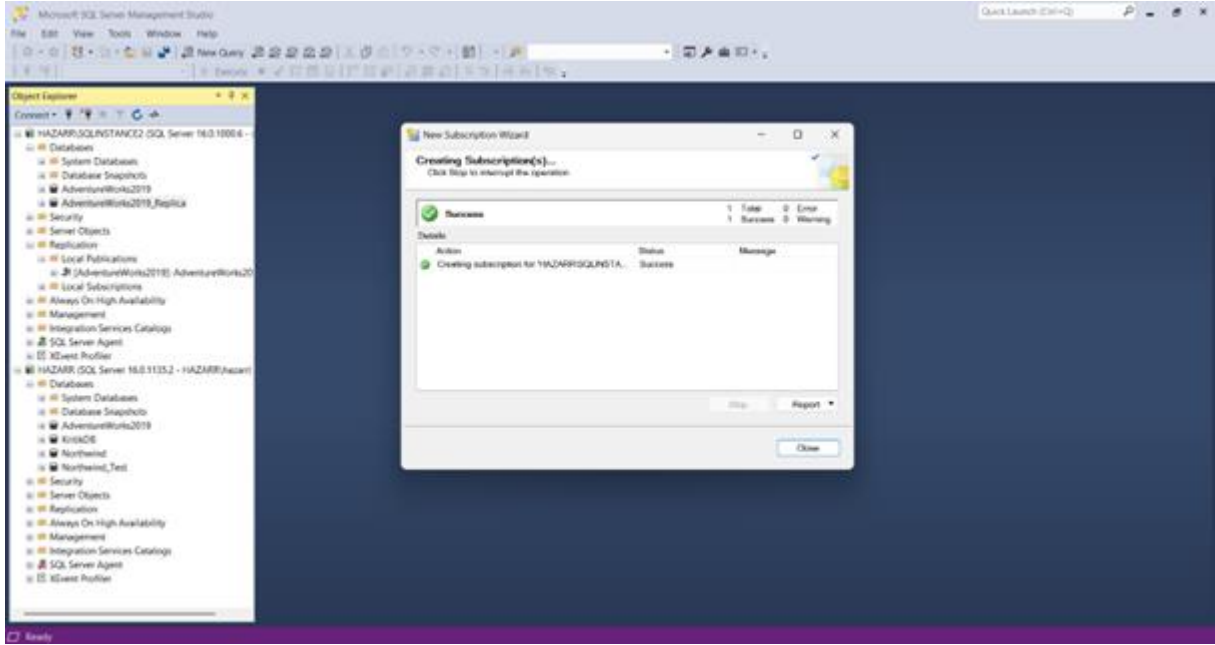 Microsoft SQL Server Management Studio
Quick Launch (Ctrl+Q)
File Edit View Tools Window Help
New Query
Execute
Object Explorer
Connect
HAZARR\SQLINSTANCE2 (SQL Server 16.0.1000.6 -
Databases
System Databases
Database Snapshots
AdventureWorks2019
AdventureWorks2019_Replica
Security
Server Objects
Replication
Local Publications
[AdventureWorks2019]: AdventureWorks20
Local Subscriptions
Always On High Availability
Management
Integration Services Catalogs
SQL Server Agent
XEvent Profiler
HAZARR (SQL Server 16.0.1135.2 - HAZARR\hazarr
Databases
System Databases
Database Snapshots
AdventureWorks2019
KritikDB
Northwind
Northwind_Test
Security
Server Objects
Replication
Always On High Availability
Management
Integration Services Catalogs
SQL Server Agent
XEvent Profiler
New Subscription Wizard
Creating Subscription(s)...
Click Stop to interrupt the operation.
Success
1 Total 0 Error
1 Success 0 Warning
Details
Action Status Message
Creating subscription for 'HAZARR\SQLINSTA... Success
Stop Report
Close
Ready